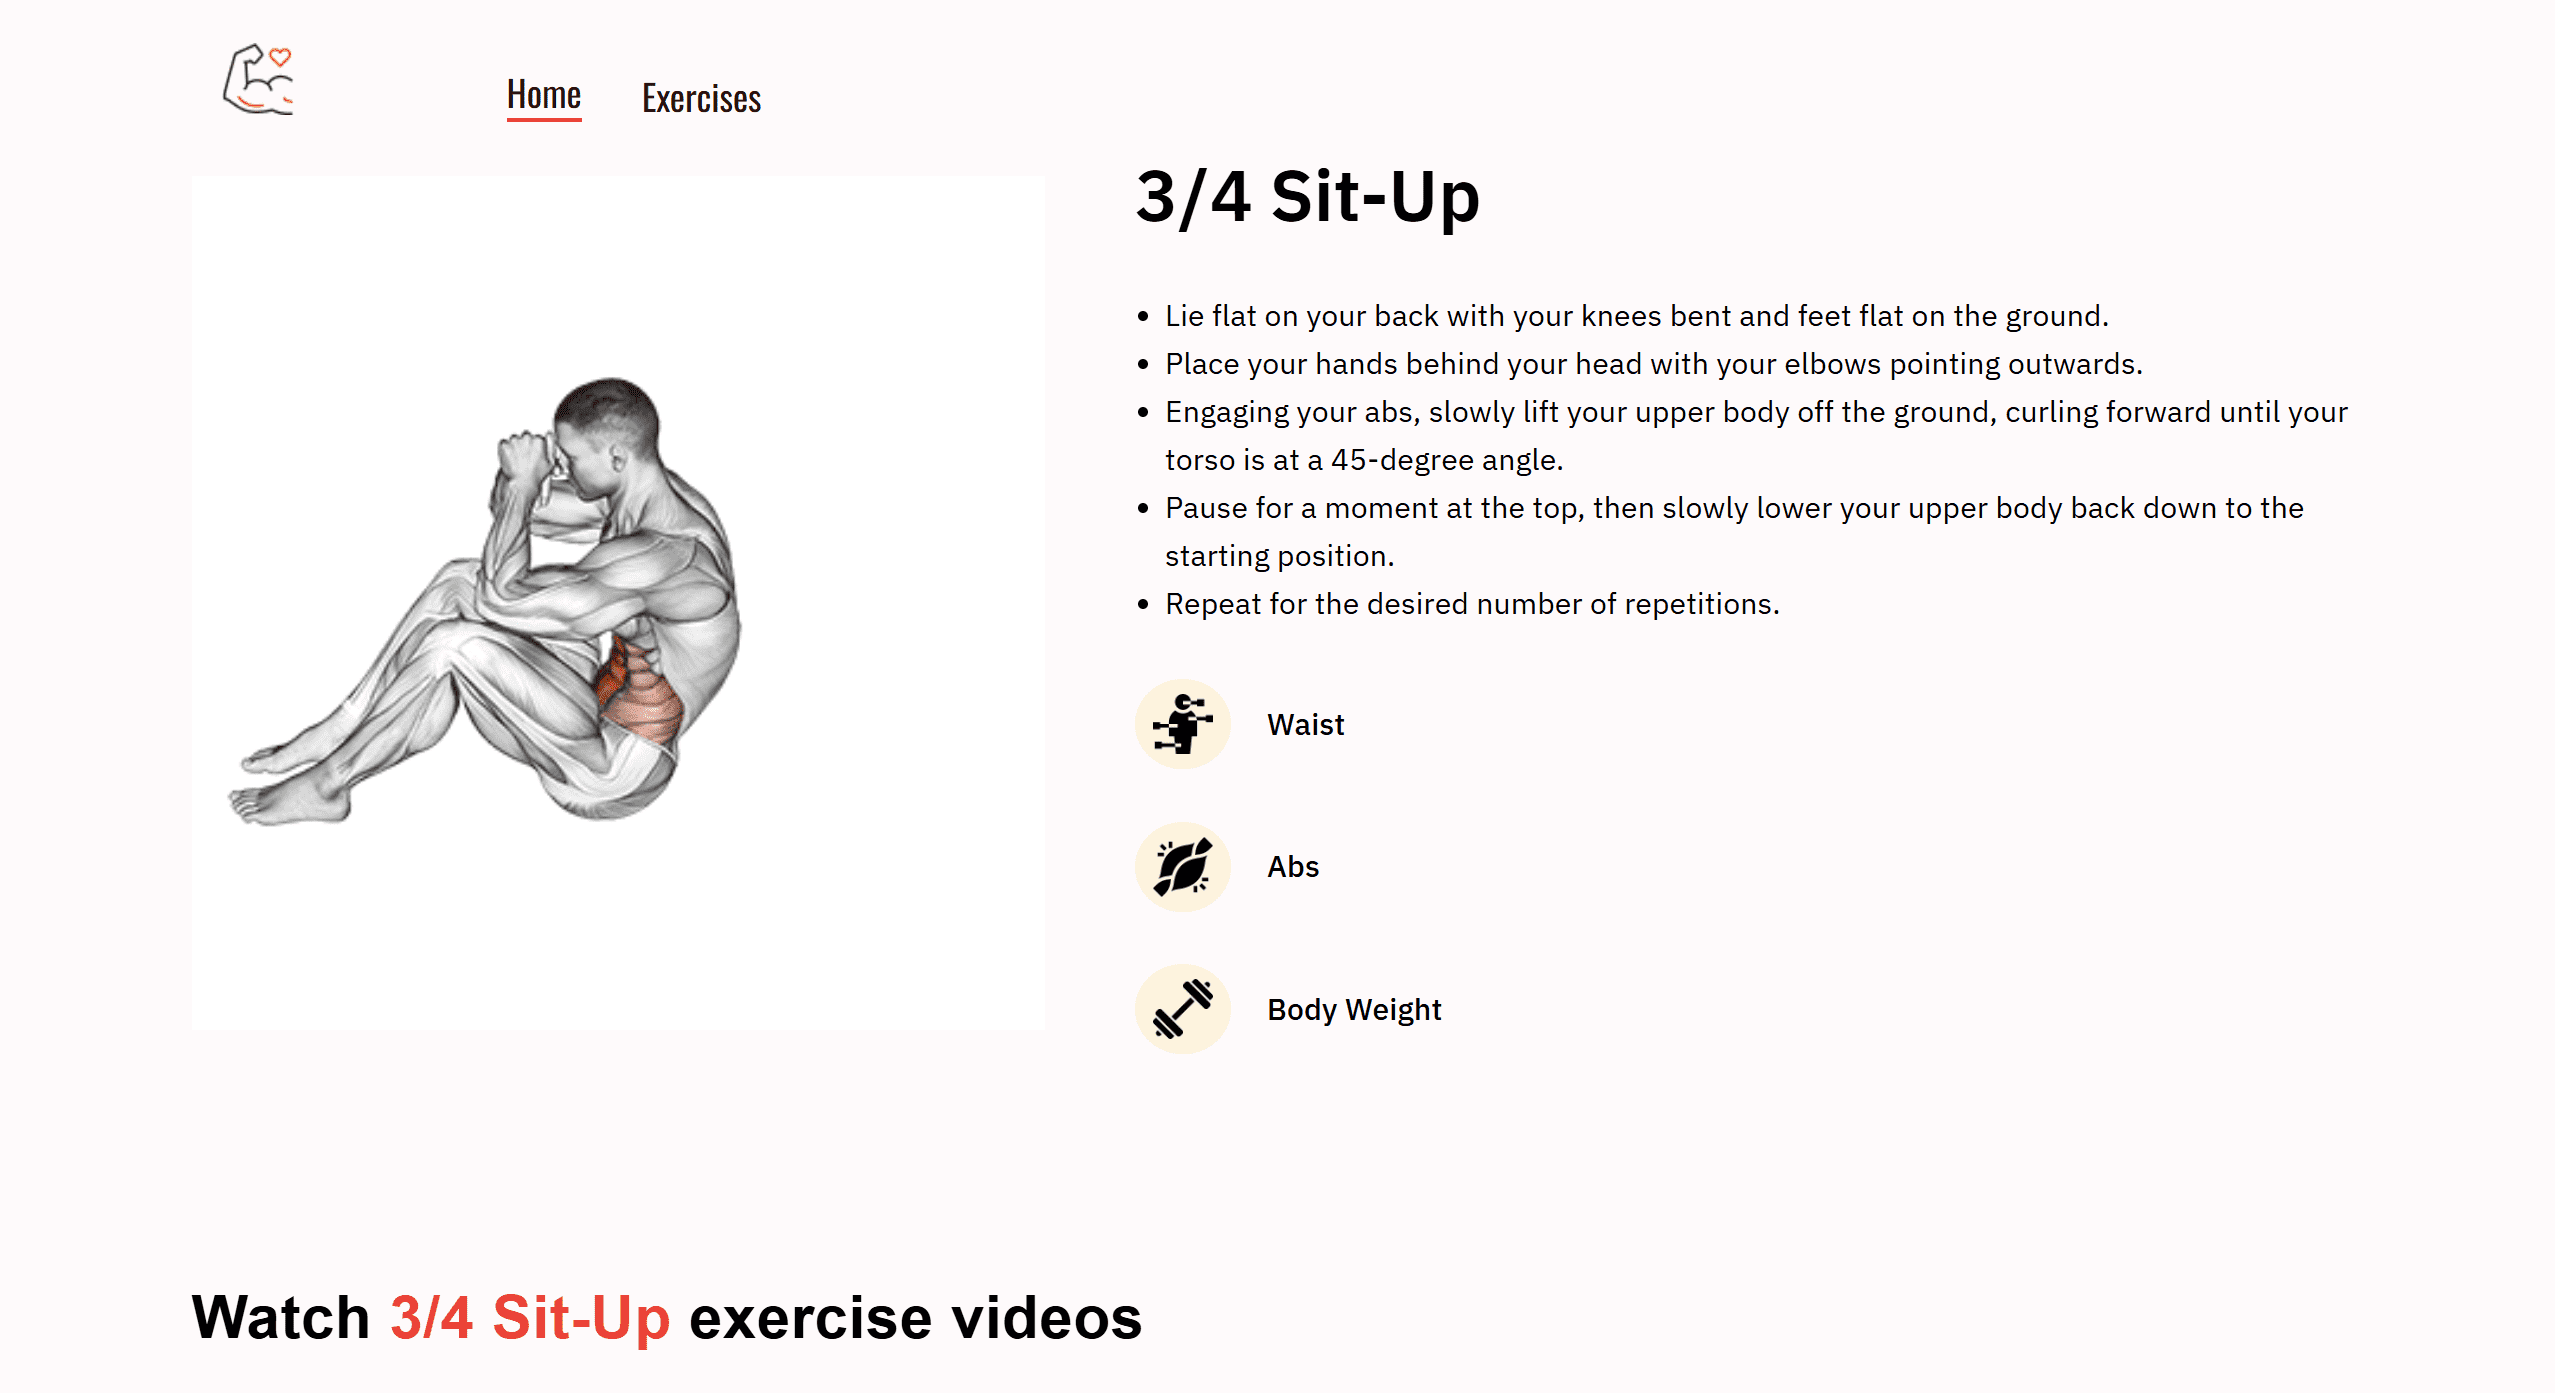 Home
Exercises
3/4 Sit-Up
Lie flat on your back with your knees bent and feet flat on the ground.
Place your hands behind your head with your elbows pointing outwards.
Engaging your abs, slowly lift your upper body off the ground, curling forward until your
torso is at a 45-degree angle.
Pause for a moment at the top, then slowly lower your upper body back down to the
starting position.
Repeat for the desired number of repetitions.
Waist
Abs
Body Weight
Watch 3/4 Sit-Up exercise videos